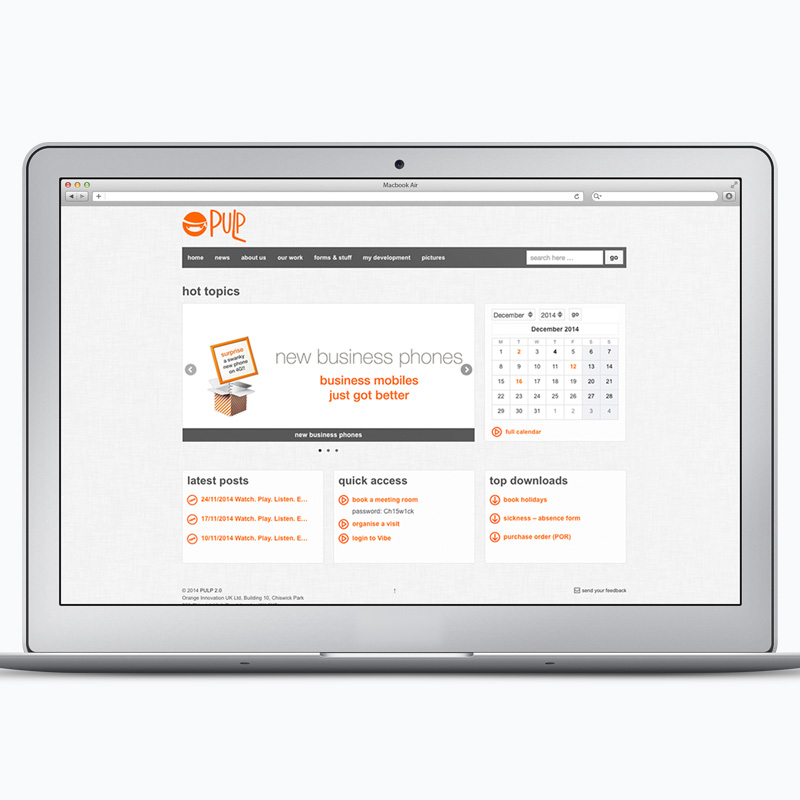 Macbook Air
PULP
home news about us our work forms & stuff my development pictures search here ... go
hot topics
surprise
a swanky
new phone
on 4G?
new business phones
business mobiles
just got better
new business phones
December 2014 go
December 2014
M T W T F S S
1 2 3 4 5 6 7
8 9 10 11 12 13 14
15 16 17 18 19 20 21
22 23 24 25 26 27 28
29 30 31 1 2 3 4
full calendar
latest posts
24/11/2014 Watch. Play. Listen. E...
17/11/2014 Watch. Play. Listen. E...
10/11/2014 Watch. Play. Listen. E...
quick access
book a meeting room
password: Ch15w1ck
organise a visit
login to Vibe
top downloads
book holidays
sickness – absence form
purchase order (POR)
© 2014 PULP 2.0
Orange Innovation UK Ltd, Building 10, Chiswick Park
↑
send your feedback